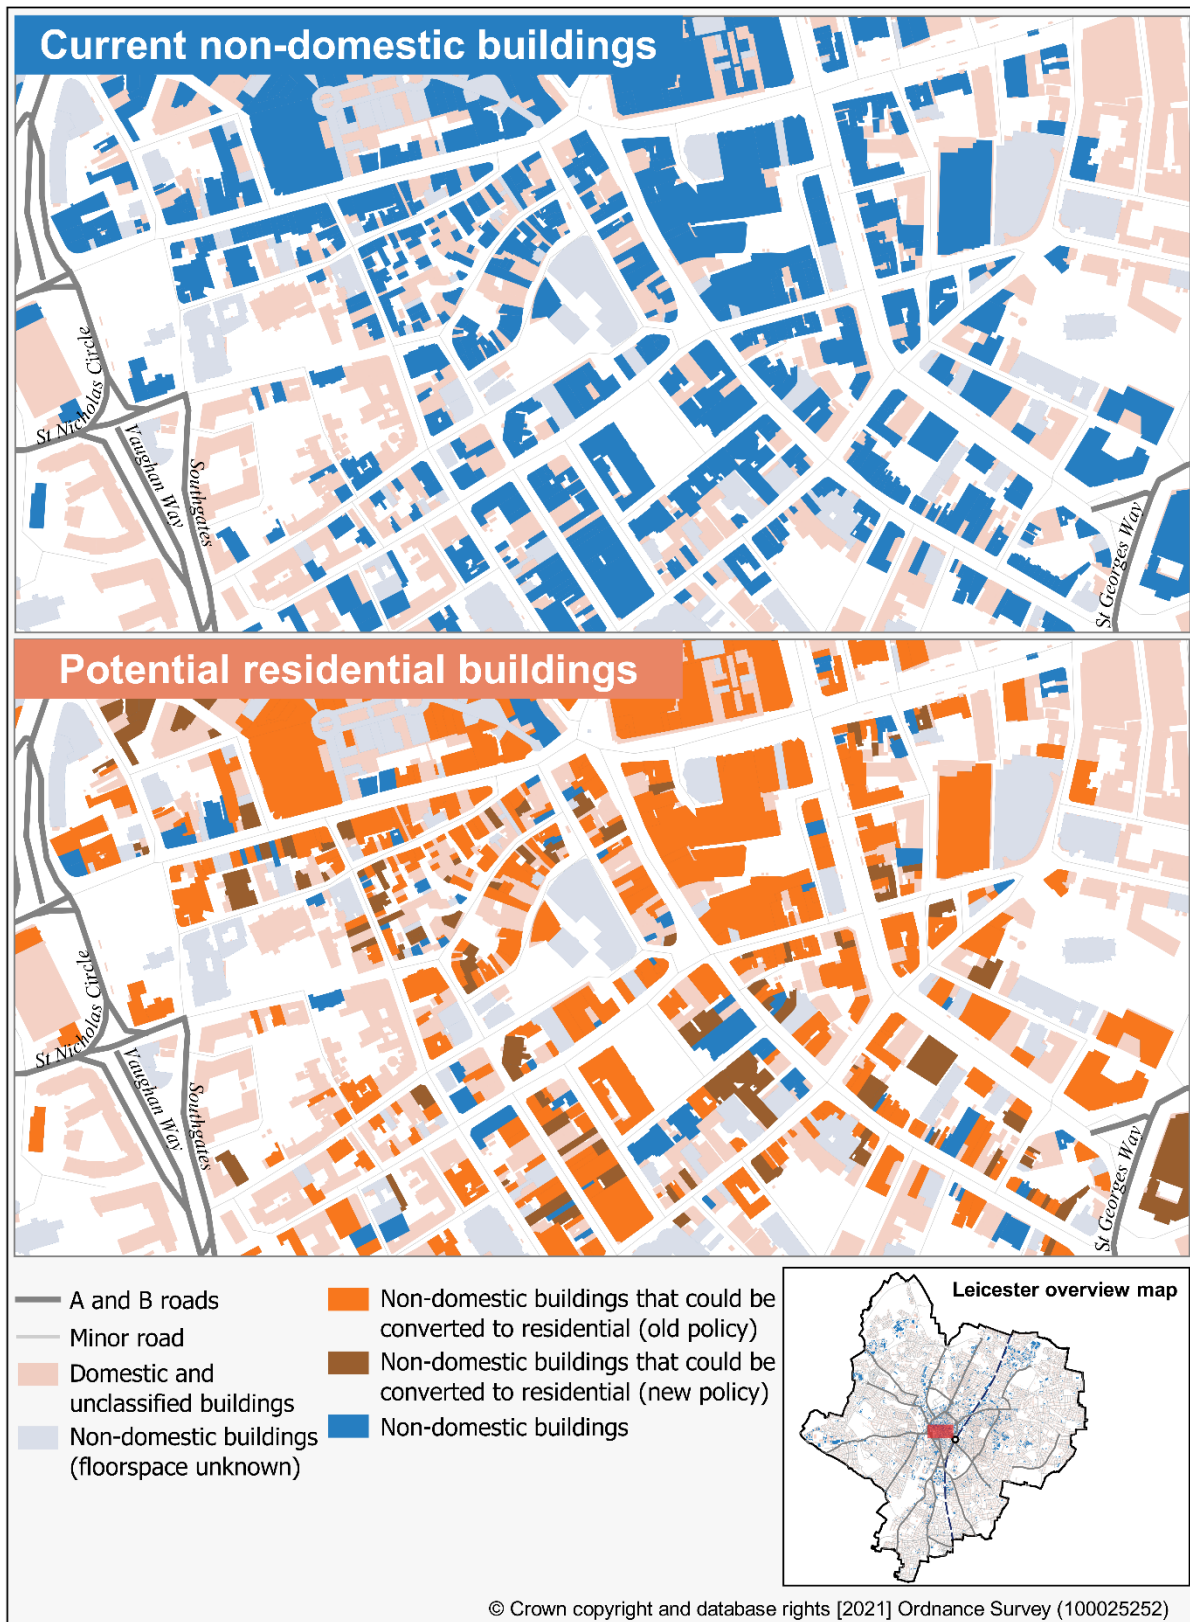 Current non-domestic buildings
St Nicholas Circle
Vaughan Way
Southgates
St Georges Way
Potential residential buildings
St Nicholas Circle
Vaughan Way
Southgates
St Georges Way
A and B roads
Minor road
Domestic and
unclassified buildings
Non-domestic buildings
(floorspace unknown)
Non-domestic buildings that could be
converted to residential (old policy)
Non-domestic buildings that could be
converted to residential (new policy)
Non-domestic buildings
Leicester overview map
© Crown copyright and database rights [2021] Ordnance Survey (100025252)